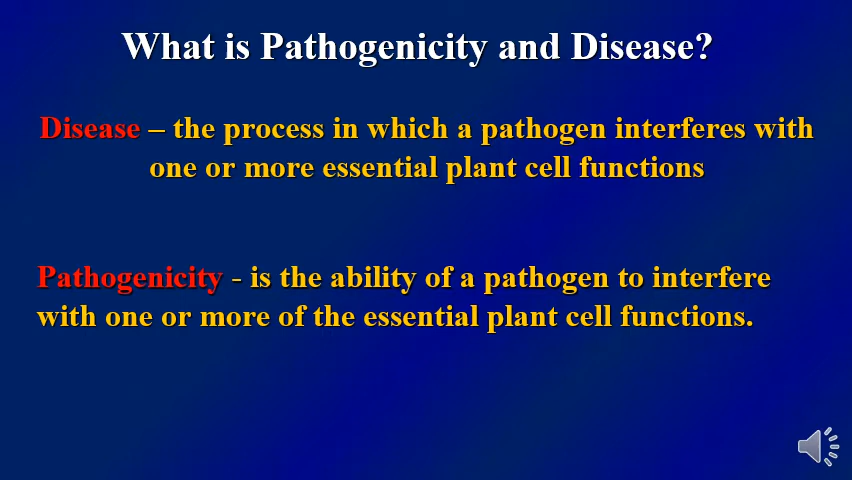 What is Pathogenicity and Disease?
Disease – the process in which a pathogen interferes with
one or more essential plant cell functions
Pathogenicity - is the ability of a pathogen to interfere
with one or more of the essential plant cell functions.